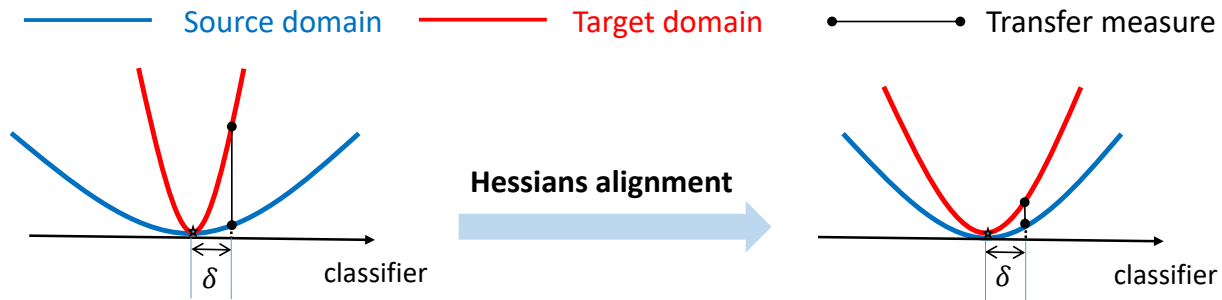 Source domain
Target domain
Transfer measure
Hessians alignment
δ
classifier
δ
classifier